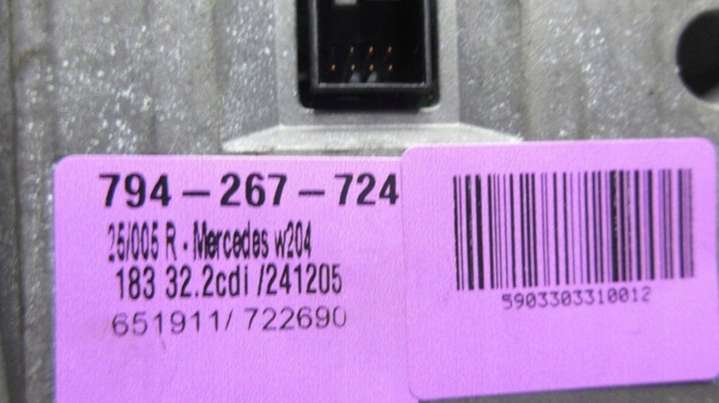 794-267-724
25/005 R - Mercedes w204
183 32.2cdi /241205
651911/ 722690
5903303310012